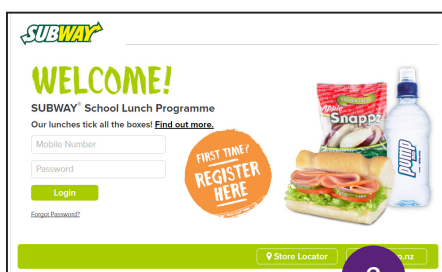 SUBWAY
WELCOME!
SUBWAY® School Lunch Programme
Our lunches tick all the boxes! Find out more.
Mobile Number
Password
Login
Forgot Password?
FIRST TIME?
REGISTER
HERE
Apple
Snappz
PUMP
Store Locator
.nz